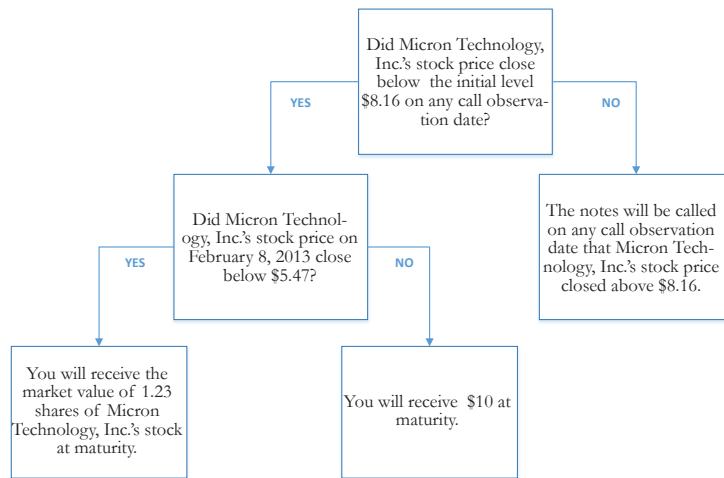 Did Micron Technology,
Inc.'s stock price close
below the initial level
$8.16 on any call observa-
tion date?
YES
NO
Did Micron Technol-
ogy, Inc.'s stock price on
February 8, 2013 close
below $5.47?
The notes will be called
on any call observation
date that Micron Tech-
nology, Inc.'s stock price
closed above $8.16.
YES
NO
You will receive the
market value of 1.23
shares of Micron
Technology, Inc.'s stock
at maturity.
You will receive $10 at
maturity.